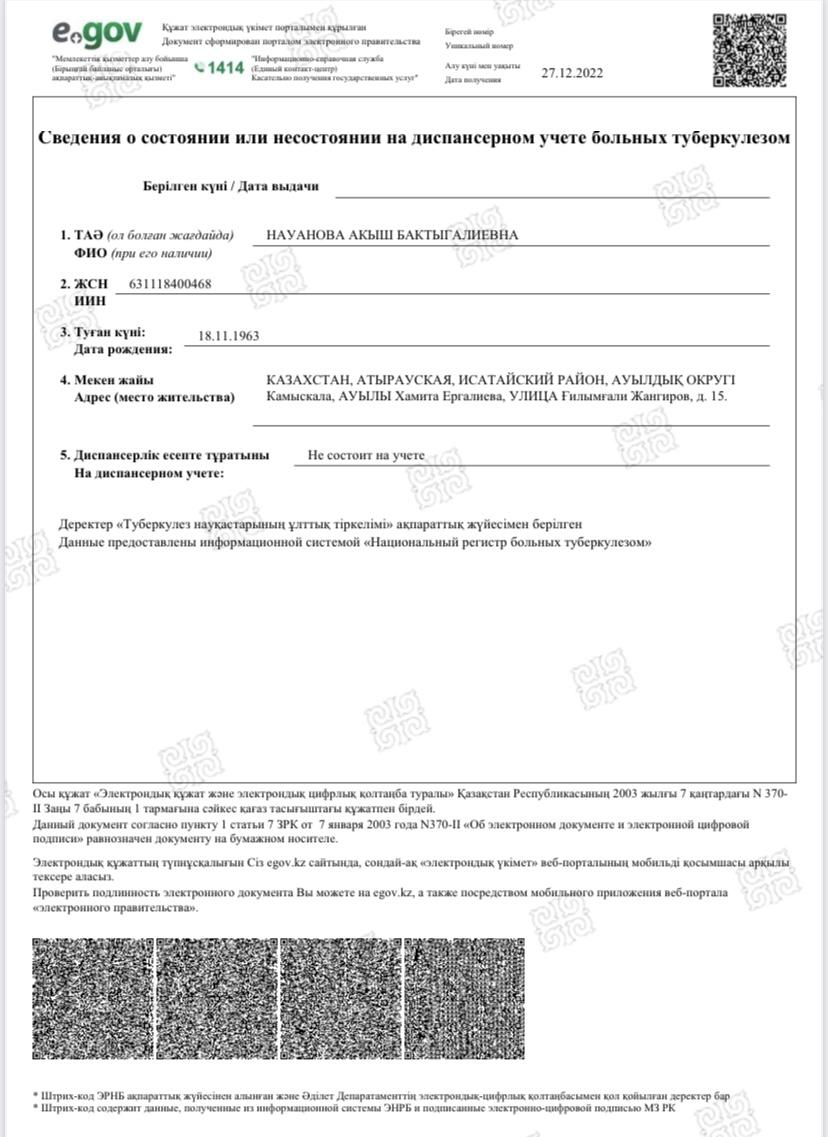 e.gov
Құжат электрондық үкімет порталымен құрылған
Документ сформирован порталом электронного правительства
"Мемлекеттік қызметтер алу бойынша
(Бірыңғай байланыс орталығы)
ақпараттық-анықтамалық қызметі"
1414
"Информационно-справочная служба
(Единый контакт-центр)
Касательно получения государственных услуг"
Бірегей нөмір
Уникальный номер
Алу күні мен уақыты
Дата получения
27.12.2022
Сведения о состоянии или несостоянии на диспансерном учете больных туберкулезом
Берілген күні / Дата выдачи
1. ТАӘ (ол болған жағдайда)
ФИО (при его наличии)
НАУАНОВА АКЫШ БАКТЫГАЛИЕВНА
2. ЖСН
ИИН
631118400468
3. Туған күні:
Дата рождения:
18.11.1963
4. Мекен жайы
Адрес (место жительства)
КАЗАХСТАН, АТЫРАУСКАЯ, ИСАТАЙСКИЙ РАЙОН, АУЫЛДЫҚ ОКРУГІ
Камыскала, АУЫЛЫ Хамита Ергалиева, УЛИЦА Ғилымғали Жангиров, д. 15.
5. Диспансерлік есепте тұратыны
На диспансерном учете:
Не состоит на учете
Деректер «Туберкулез науқастарының ұлттық тіркелімі» ақпараттық жүйесімен берілген
Данные предоставлены информационной системой «Национальный регистр больных туберкулезом»
Осы құжат «Электрондық құжат және электрондық цифрлық қолтаңба туралы» Қазақстан Республикасының 2003 жылғы 7 қаңтардағы N 370-
II Заңы 7 бабының 1 тармағына сәйкес қағаз тасығыштағы құжатпен бірдей.
Данный документ согласно пункту 1 статьи 7 ЗРК от 7 января 2003 года N370-II «Об электронном документе и электронной цифровой
подписи» равнозначен документу на бумажном носителе.
Электрондық құжаттың түпнұсқалығын Сіз egov.kz сайтында, сондай-ақ «электрондық үкімет» веб-порталының мобильді қосымшасы арқылы
тексере аласыз.
Проверить подлинность электронного документа Вы можете на egov.kz, а также посредством мобильного приложения веб-портала
«электронного правительства».
* Штрих-код ЭРНБ ақпараттық жүйесінен алынған және Әділет Департаментінің электрондық-цифрлық қолтаңбасымен қол қойылған деректер бар
* Штрих-код содержит данные, полученные из информационной системы ЭНРБ и подписанные электронно-цифровой подписью МЗ РК